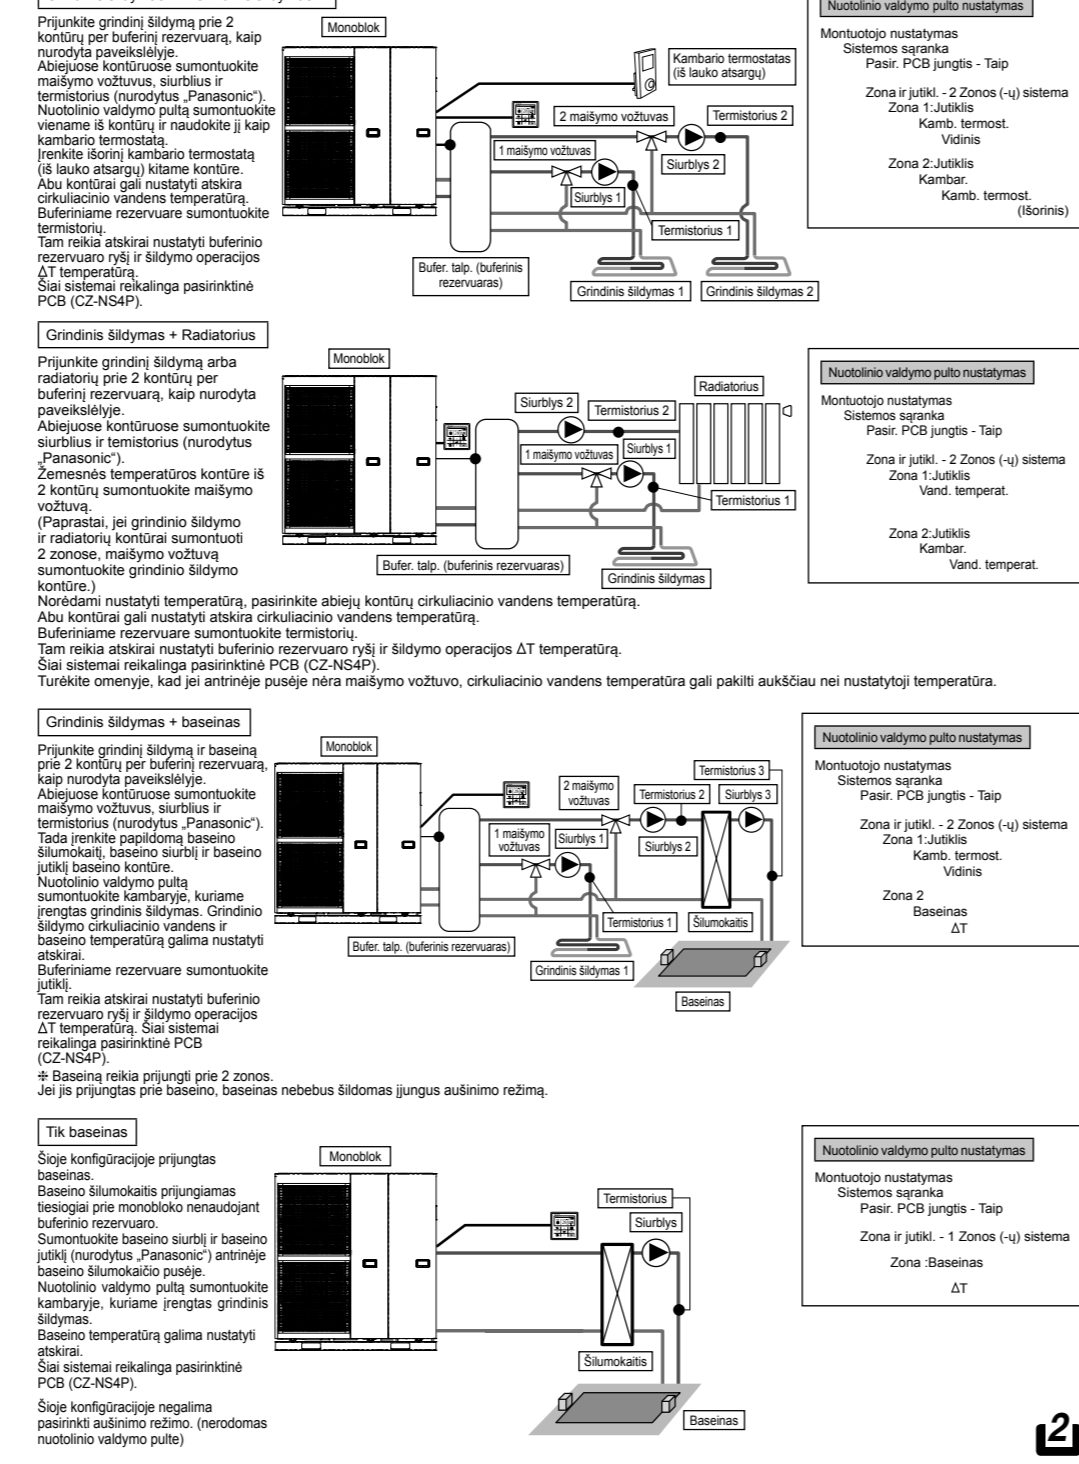 Nuotolinio valdymo pulto nustatymas
Prijunkite grindinį šildymą prie 2
kontūrų per buferinį rezervuarą, kaip
nurodyta paveikslėlyje.
Abiejuose kontūruose sumontuokite
maišymo vožtuvus, siurblius ir
termistorius (nurodytus „Panasonic“).
Nuotolinio valdymo pultą sumontuokite
viename iš kontūrų ir naudokite jį kaip
kambario termostatą.
Įrenkite išorinį kambario termostatą
(iš lauko atsargų) kitame kontūre.
Abu kontūrai gali nustatyti atskira
cirkuliacinio vandens temperatūrą.
Buferiniame rezervuare sumontuokite
termistorių.
Tam reikia atskirai nustatyti buferinio
rezervuaro ryšį ir šildymo operacijos
ΔT temperatūrą.
Šiai sistemai reikalinga pasirinktinė
PCB (CZ-NS4P).
Monoblok
Kambario termostatas
(iš lauko atsargų)
2 maišymo vožtuvas
Termistorius 2
1 maišymo vožtuvas
Siurblys 2
Siurblys 1
Termistorius 1
Bufer. talp. (buferinis
rezervuaras)
Grindinis šildymas 1
Grindinis šildymas 2
Montuotojo nustatymas
Sistemos sąranka
Pasir. PCB jungtis - Taip
Zona ir jutikl. - 2 Zonos (-ų) sistema
Zona 1:Jutiklis
Kamb. termost.
Vidinis
Zona 2:Jutiklis
Kambar.
Kamb. termost.
(Išorinis)
Grindinis šildymas + Radiatorius
Prijunkite grindinį šildymą arba
radiatorių prie 2 kontūrų per
buferinį rezervuarą, kaip nurodyta
paveikslėlyje.
Abiejuose kontūruose sumontuokite
siurblius ir temistorius (nurodytus
„Panasonic“).
Žemesnės temperatūros kontūre iš
2 kontūrų sumontuokite maišymo
vožtuvą.
(Paprastai, jei grindinio šildymo
ir radiatorių kontūrai sumontuoti
2 zonose, maišymo vožtuvą
sumontuokite grindinio šildymo
kontūre.)
Norėdami nustatyti temperatūrą, pasirinkite abiejų kontūrų cirkuliacinio vandens temperatūrą.
Abu kontūrai gali nustatyti atskira cirkuliacinio vandens temperatūrą.
Buferiniame rezervuare sumontuokite termistorių.
Tam reikia atskirai nustatyti buferinio rezervuaro ryšį ir šildymo operacijos ΔT temperatūrą.
Šiai sistemai reikalinga pasirinktinė PCB (CZ-NS4P).
Turėkite omenyje, kad jei antrinėje pusėje nėra maišymo vožtuvo, cirkuliacinio vandens temperatūra gali pakilti aukščiau nei nustatytoji temperatūra.
Monoblok
Siurblys 2
Termistorius 2
Radiatorius
1 maišymo vožtuvas
Siurblys 1
Termistorius 1
Bufer. talp. (buferinis rezervuaras)
Grindinis šildymas
Nuotolinio valdymo pulto nustatymas
Montuotojo nustatymas
Sistemos sąranka
Pasir. PCB jungtis - Taip
Zona ir jutikl. - 2 Zonos (-ų) sistema
Zona 1:Jutiklis
Vand. temperat.
Zona 2:Jutiklis
Kambar.
Vand. temperat.
Grindinis šildymas + baseinas
Prijunkite grindinį šildymą ir baseiną
prie 2 kontūrų per buferinį rezervuarą,
kaip nurodyta paveikslėlyje.
Abiejuose kontūruose sumontuokite
maišymo vožtuvus, siurblius ir
termistorius (nurodytus „Panasonic“).
Tada įrenkite papildomą baseino
šilumokaitį, baseino siurblį ir baseino
jutiklį baseino kontūre.
Nuotolinio valdymo pultą
sumontuokite kambaryje, kuriame
įrengtas grindinis šildymas. Grindinio
šildymo cirkuliacinio vandens ir
baseino temperatūrą galima nustatyti
atskirai.
Buferiniame rezervuare sumontuokite
jutiklį.
Tam reikia atskirai nustatyti buferinio
rezervuaro ryšį ir šildymo operacijos
ΔT temperatūrą. Šiai sistemai
reikalinga pasirinktinė PCB
(CZ-NS4P).
❉ Baseiną reikia prijungti prie 2 zonos.
Jei jis prijungtas prie baseino, baseinas nebebus šildomas įjungus aušinimo režimą.
Monoblok
2 maišymo
vožtuvas
Termistorius 3
Termistorius 2
Siurblys 3
1 maišymo
vožtuvas
Siurblys 1
Siurblys 2
Termistorius 1
Šilumokaitis
Bufer. talp. (buferinis rezervuaras)
Grindinis šildymas 1
Baseinas
Nuotolinio valdymo pulto nustatymas
Montuotojo nustatymas
Sistemos sąranka
Pasir. PCB jungtis - Taip
Zona ir jutikl. - 2 Zonos (-ų) sistema
Zona 1:Jutiklis
Kamb. termost.
Vidinis
Zona 2
Baseinas
ΔT
Tik baseinas
Šioje konfigūracijoje prijungtas
baseinas.
Baseino šilumokaitis prijungiamas
tiesiogiai prie monobloko nenaudojant
buferinio rezervuaro.
Sumontuokite baseino siurblį ir baseino
jutiklį (nurodytus „Panasonic“) antrinėje
baseino šilumokaičio pusėje.
Nuotolinio valdymo pultą sumontuokite
kambaryje, kuriame įrengtas grindinis
šildymas.
Baseino temperatūrą galima nustatyti
atskirai.
Šiai sistemai reikalinga pasirinktinė
PCB (CZ-NS4P).
Šioje konfigūracijoje negalima
pasirinkti aušinimo režimo. (nerodomas
nuotolinio valdymo pulte)
Monoblok
Termistorius
Siurblys
Šilumokaitis
Baseinas
Nuotolinio valdymo pulto nustatymas
Montuotojo nustatymas
Sistemos sąranka
Pasir. PCB jungtis - Taip
Zona ir jutikl. - 1 Zonos (-ų) sistema
Zona :Baseinas
ΔT
2